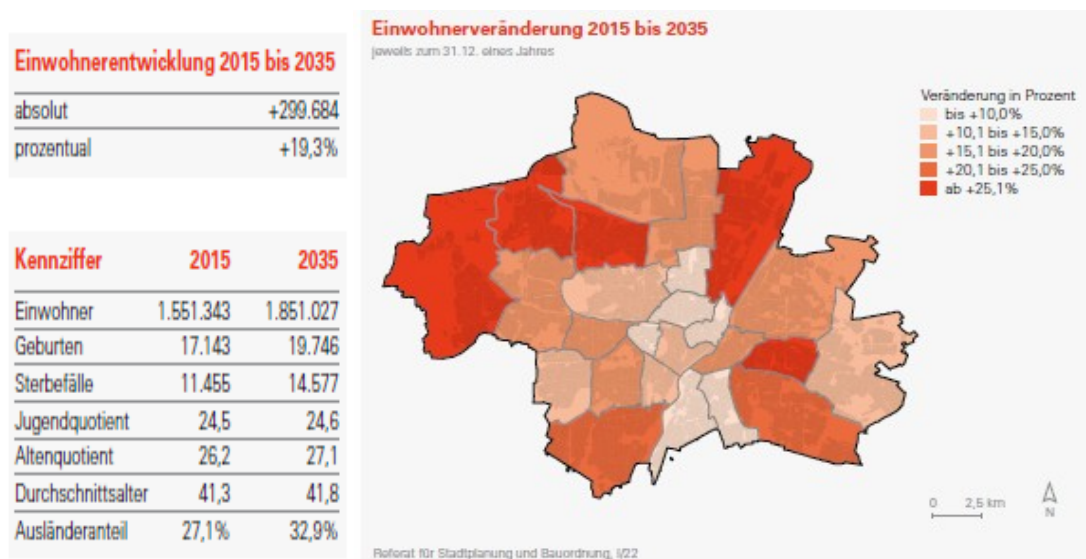 Einwohnerentwicklung 2015 bis 2035
absolut +299.684
prozentual +19,3%
Kennziffer 2015 2035
Einwohner 1.551.343 1.851.027
Geburten 17.143 19.746
Sterbefälle 11.455 14.577
Jugendquotient 24,5 24,6
Altenquotient 26,2 27,1
Durchschnittsalter 41,3 41,8
Ausländeranteil 27,1% 32,9%
Einwohnerveränderung 2015 bis 2035
jeweils zum 31.12. eines Jahres
Veränderung in Prozent
bis +10,0%
+10,1 bis +15,0%
+15,1 bis +20,0%
+20,1 bis +25,0%
ab +25,1%
0 2,5 km
N
Referat für Stadtplanung und Bauordnung, I/22